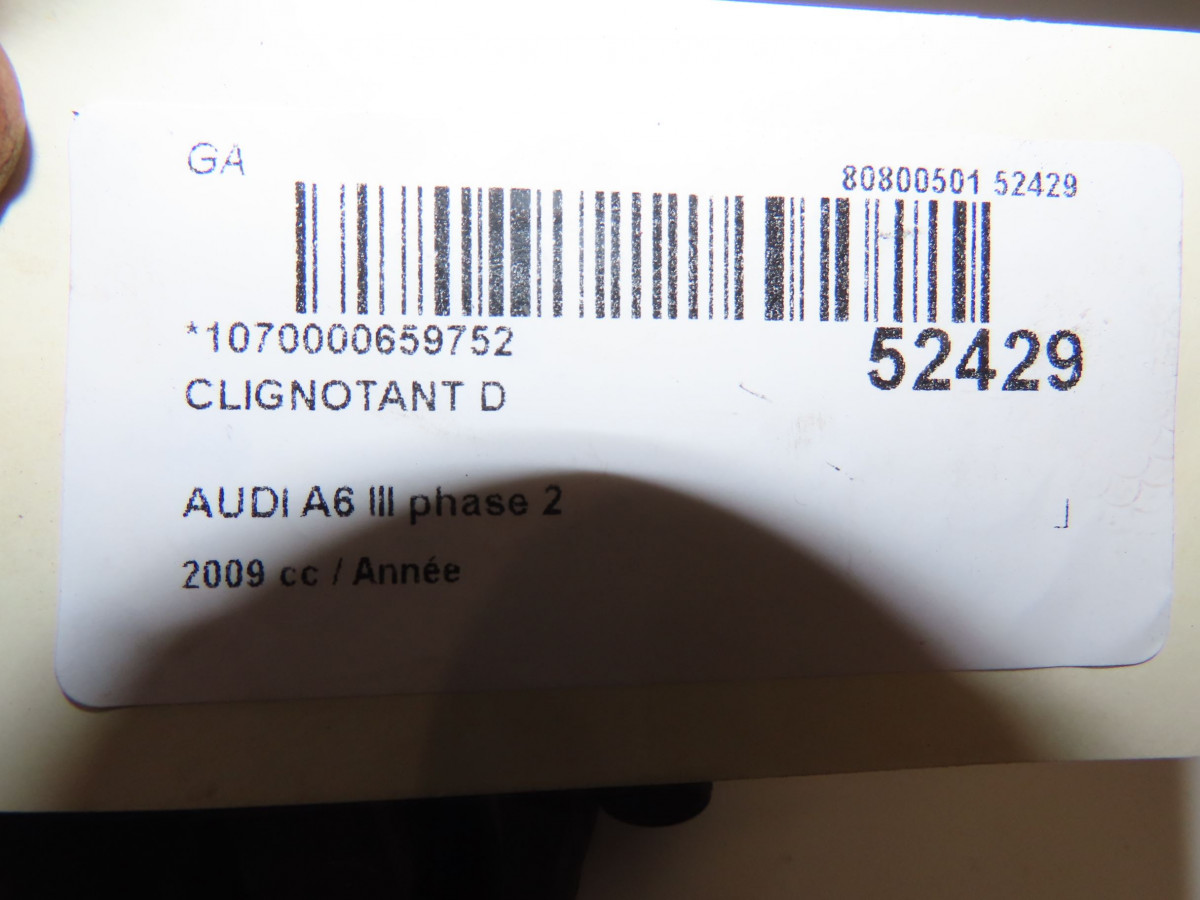 GA
80800501 52429
*1070000659752
52429
CLIGNOTANT D
AUDI A6 III phase 2
2009 cc / Année